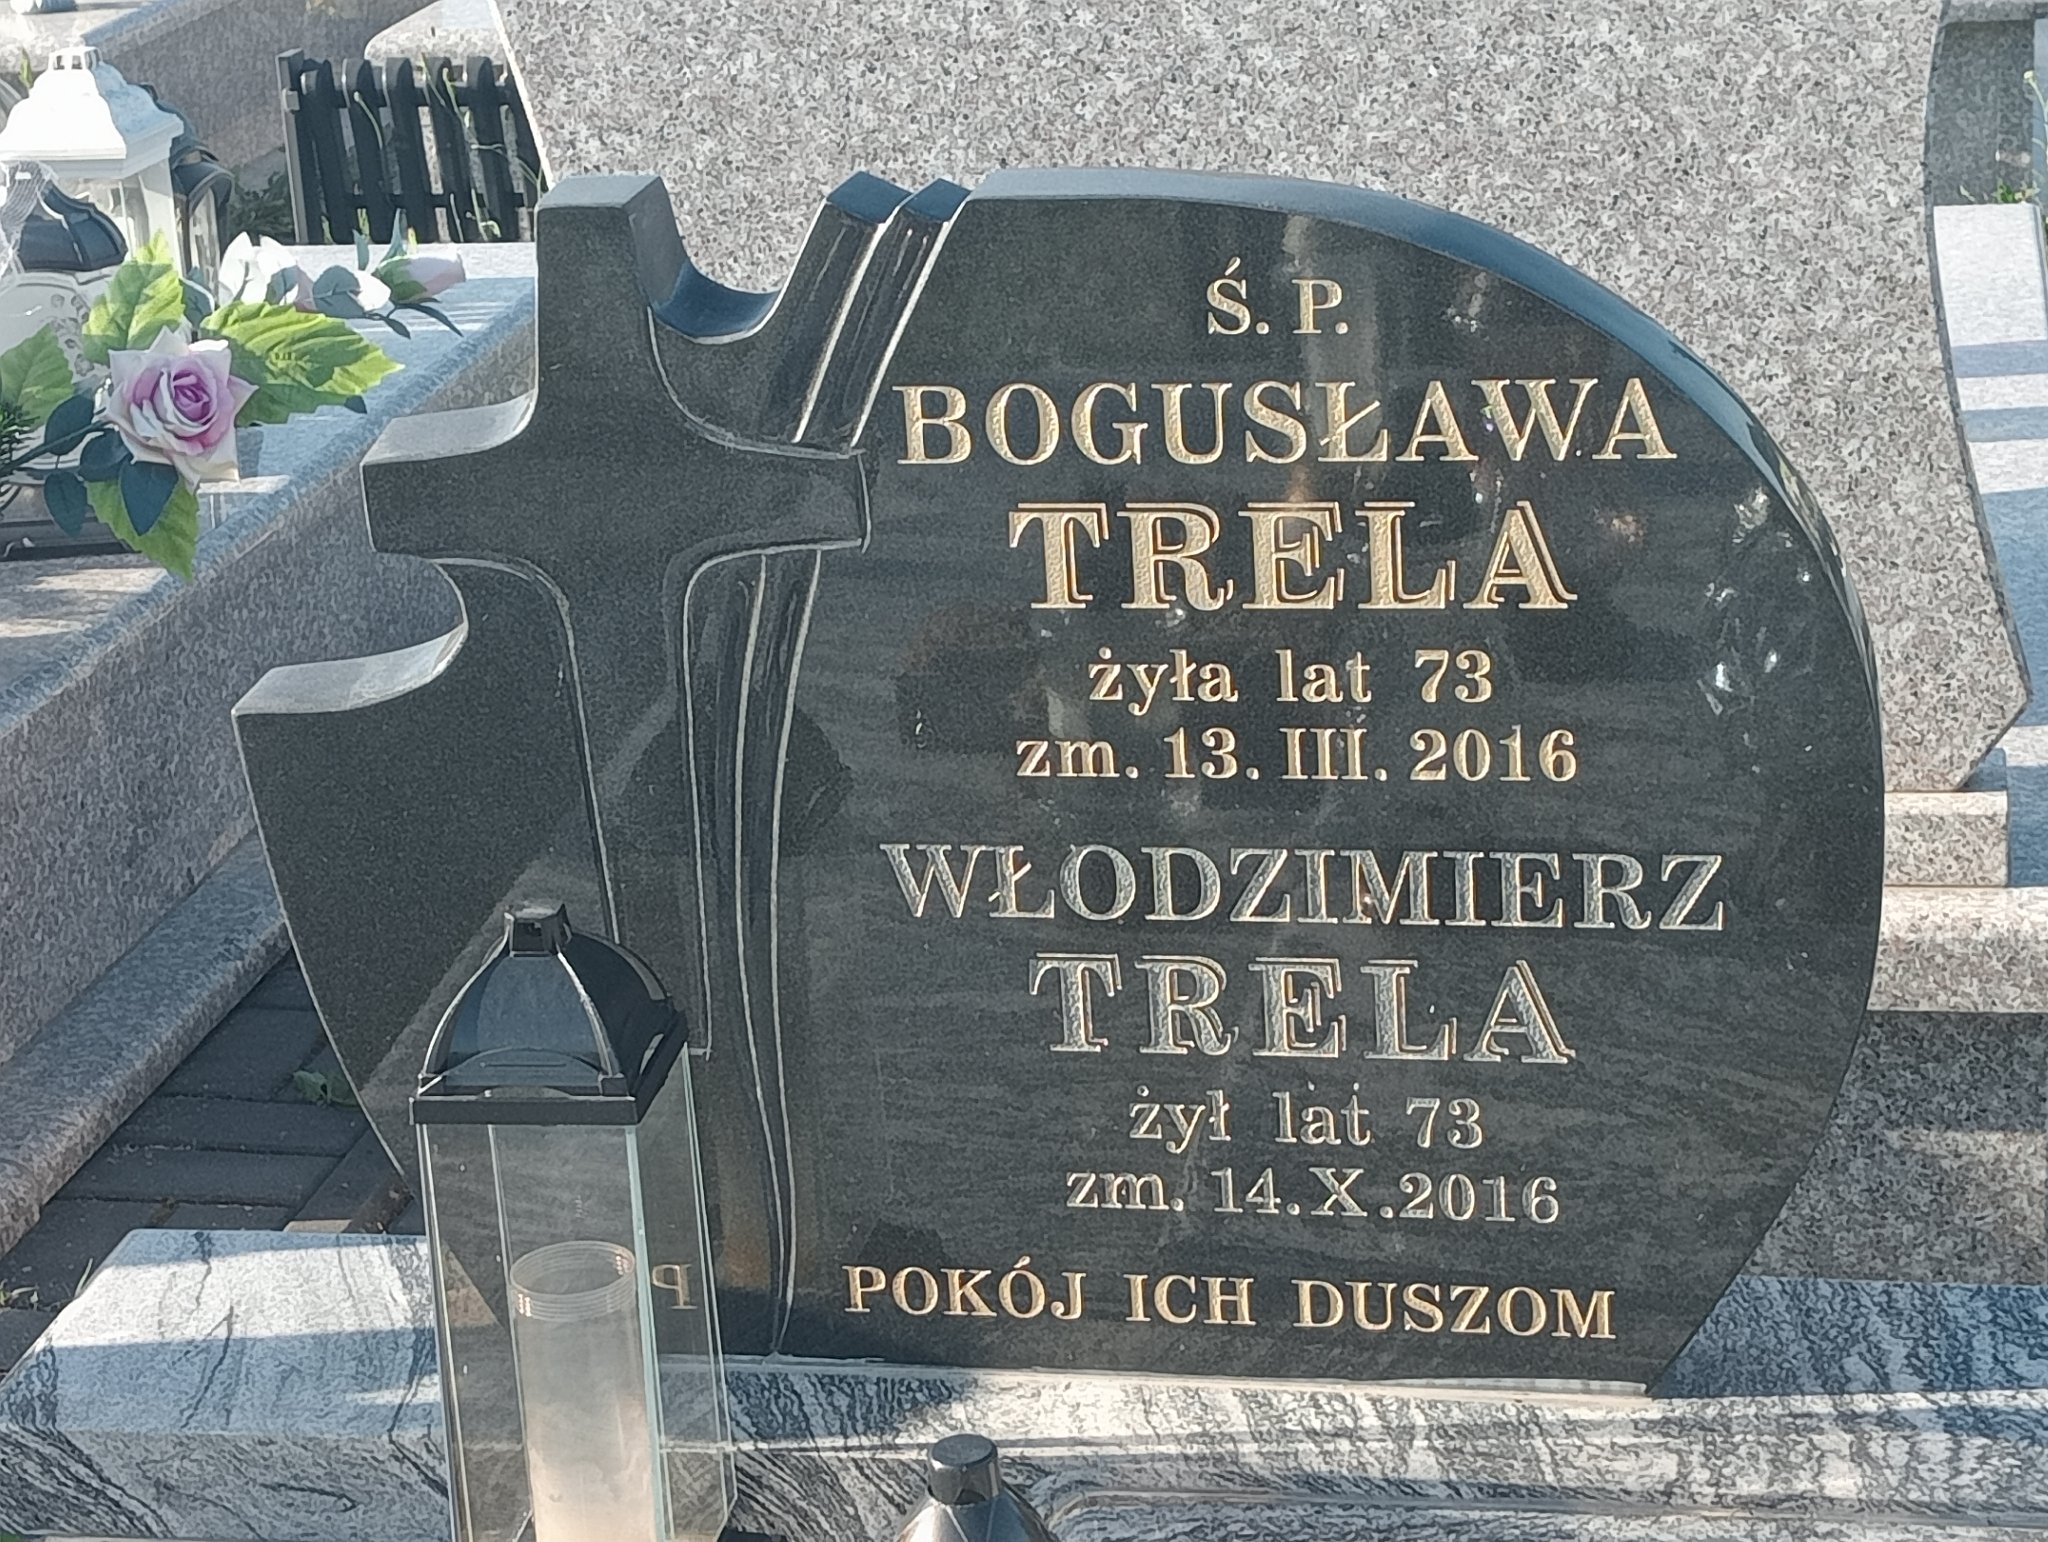 Ś. P.
BOGUSŁAWA
TRELA
żyła lat 73
zm. 13. III. 2016
WŁODZIMIERZ
TRELA
żył lat 73
zm. 14. X. 2016
POKÓJ ICH DUSZOM